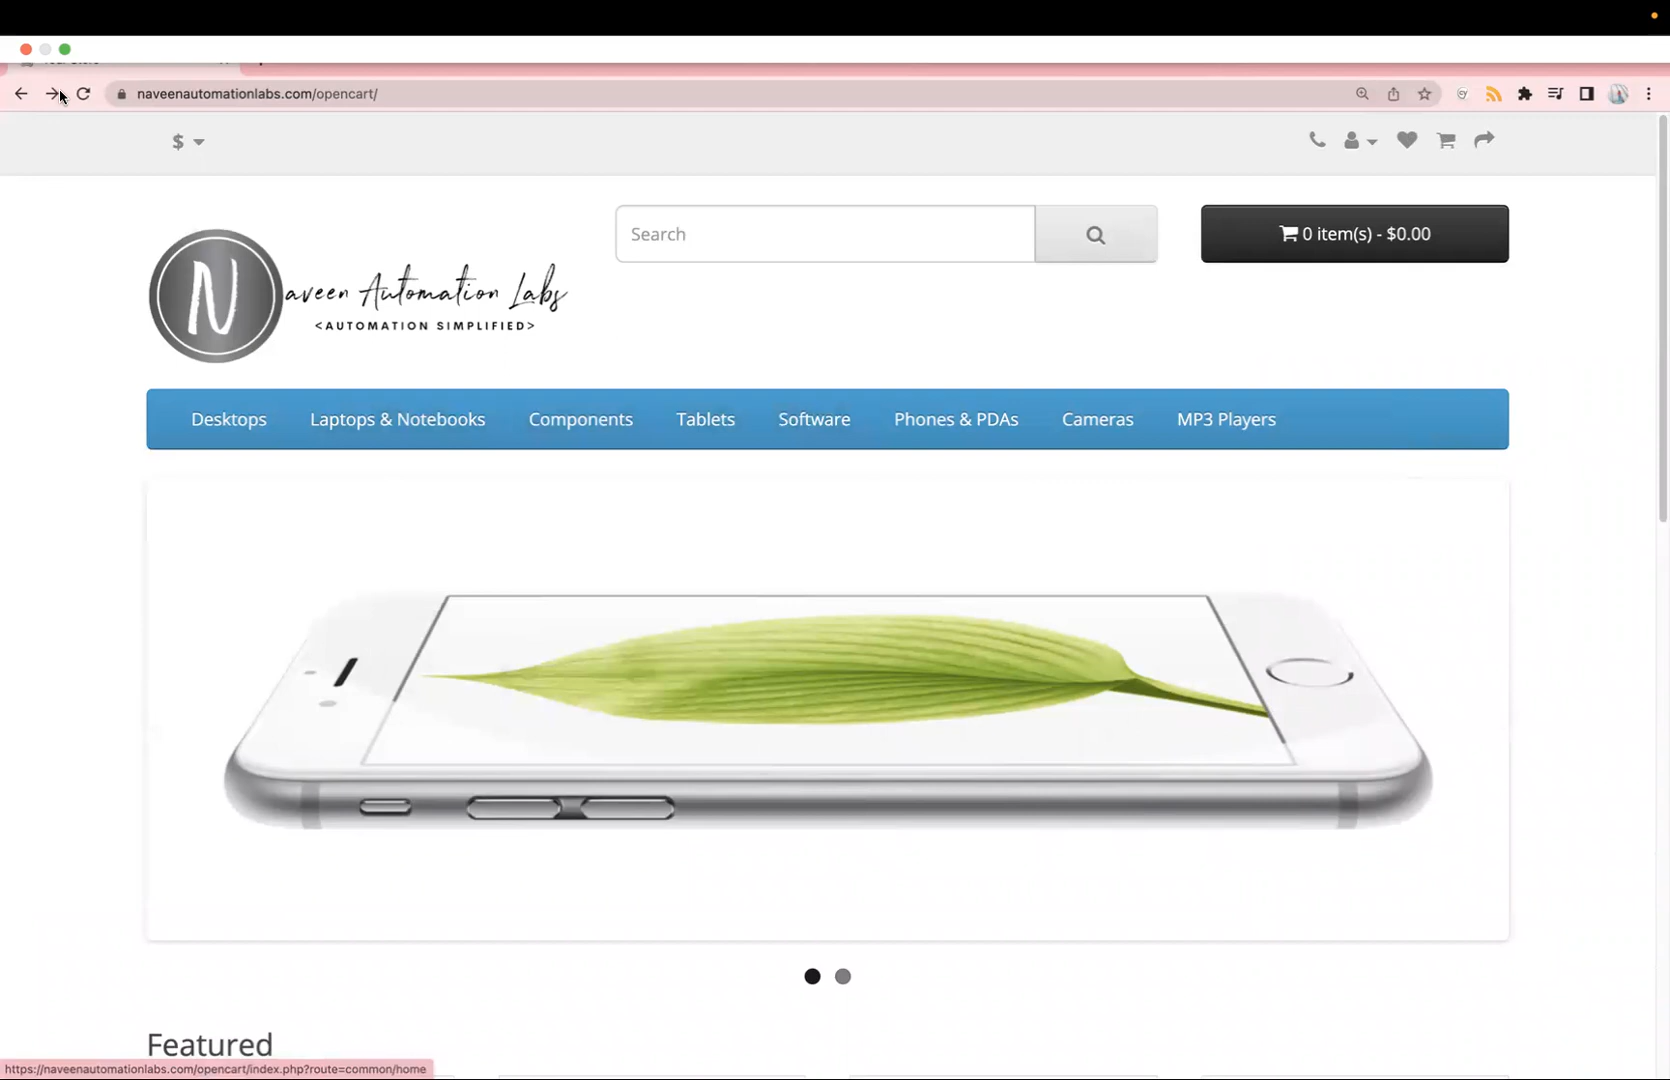 naveenautomationlabs.com/opencart/
$
Search
0 item(s) - $0.00
N
aveen Automation Labs
<AUTOMATION SIMPLIFIED>
Desktops Laptops & Notebooks Components Tablets Software Phones & PDAs Cameras MP3 Players
Featured
https://naveenautomationlabs.com/opencart/index.php?route=common/home